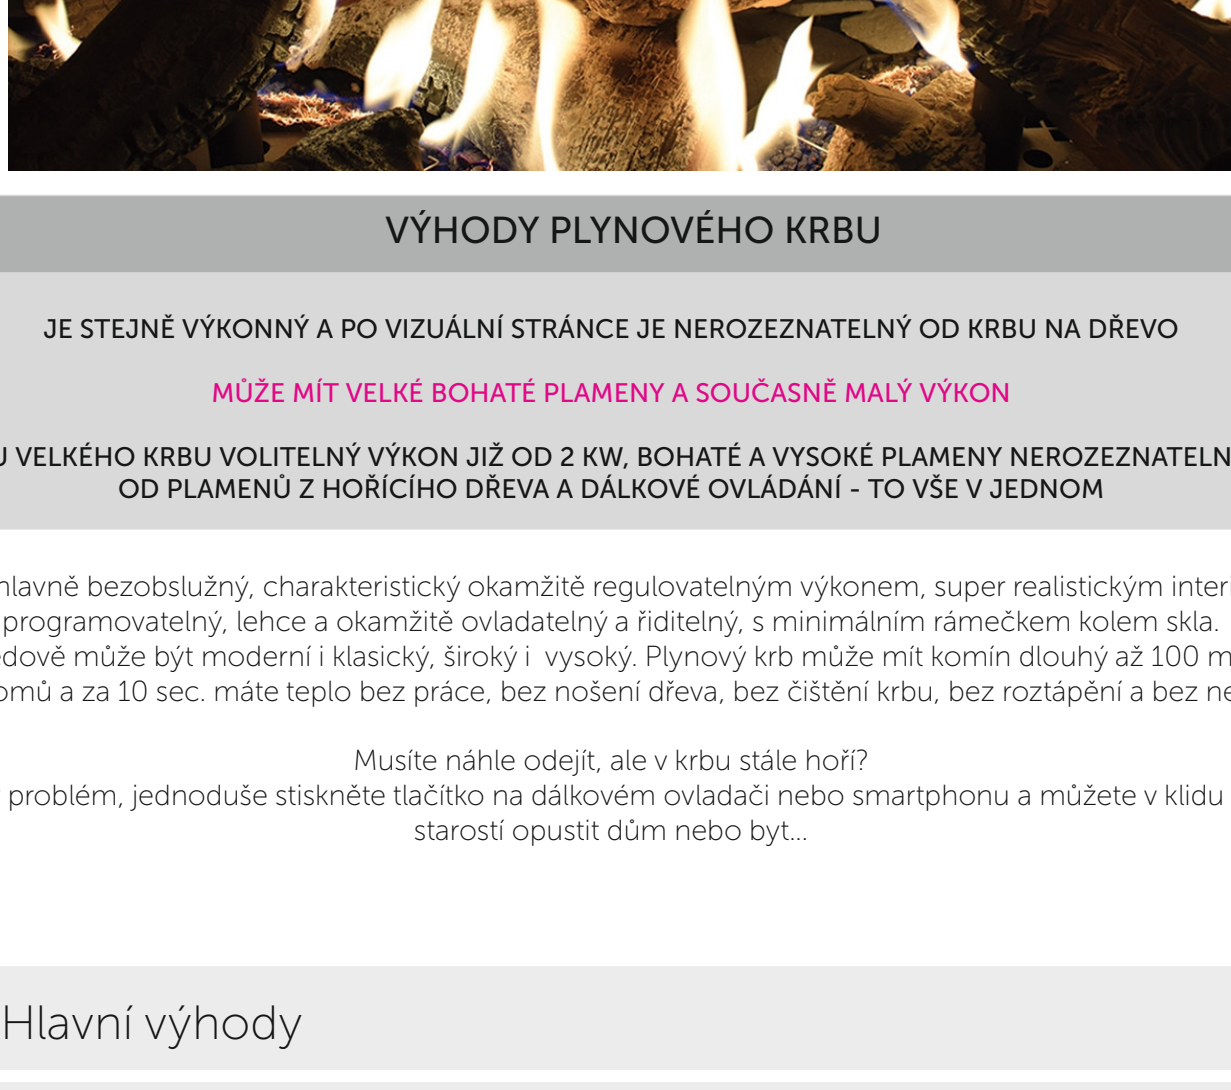 VÝHODY PLYNOVÉHO KRBU
JE STEJNĚ VÝKONNÝ A PO VIZUÁLNÍ STRÁNCE JE NEROZEZNATELNÝ OD KRBU NA DŘEVO
MŮŽE MÍT VELKÉ BOHATÉ PLAMENY A SOUČASNĚ MALÝ VÝKON
U VELKÉHO KRBU VOLITELNÝ VÝKON JIŽ OD 2 KW, BOHATÉ A VYSOKÉ PLAMENY
OD PLAMENŮ Z HOŘÍCÍHO DŘEVA A DÁLKOVÉ OVLÁDÁNÍ - TO VŠE V JEDNOM
hlavně bezobslužný, charakteristický okamžitě regulovatelným výkonem, super realistickým
programovatelný, lehce a okamžitě ovladatelný a řiditelný, s minimálním rámečkem kolem skla.
může být moderní i klasický, široký i vysoký. Plynový krb může mít komín dlouhý až 100 m
a za 10 sec. máte teplo bez práce, bez nošení dřeva, bez čištění krbu, bez roztápění a bez
Musíte náhle odejít, ale v krbu stále hoří?
problém, jednoduše stiskněte tlačítko na dálkovém ovladači nebo smartphonu a můžete v klidu
starostí opustit dům nebo byt...
Hlavní výhody